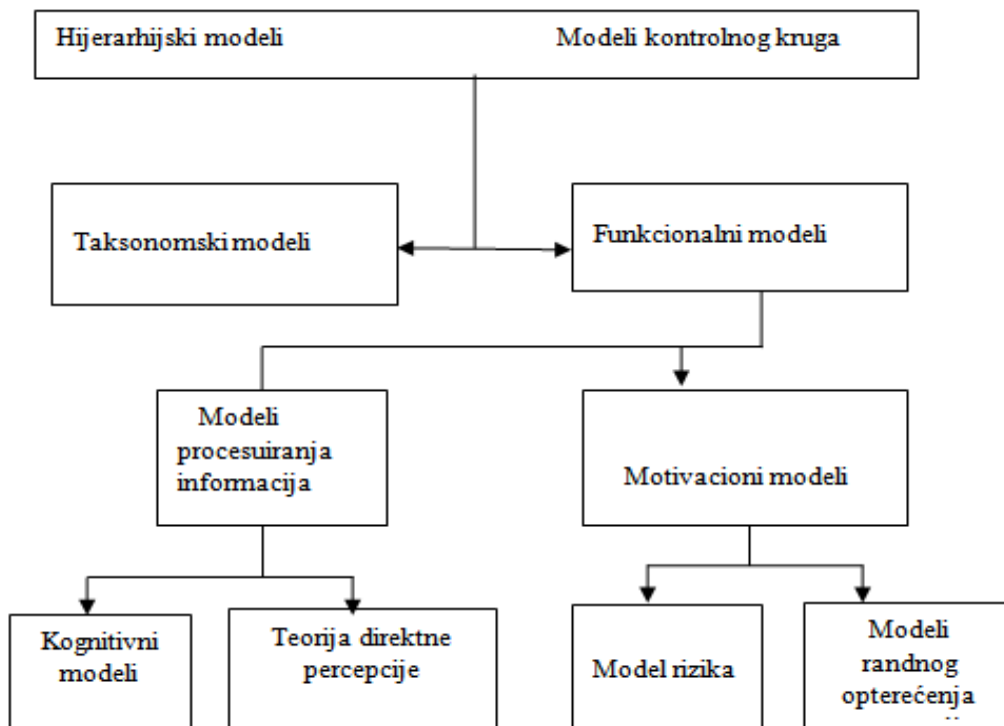 Hijerarhijski modeli Modeli kontrolnog kruga
Taksonomski modeli
Funkcionalni modeli
Modeli
procesuiranja
informacija
Motivacioni modeli
Kognitivni
modeli
Teorija direktne
percepcije
Model rizika
Modeli
randnog
opterećenja